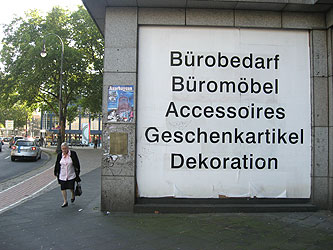 Bürobedarf
Büromöbel
Accessoires
Geschenkartikel
Dekoration